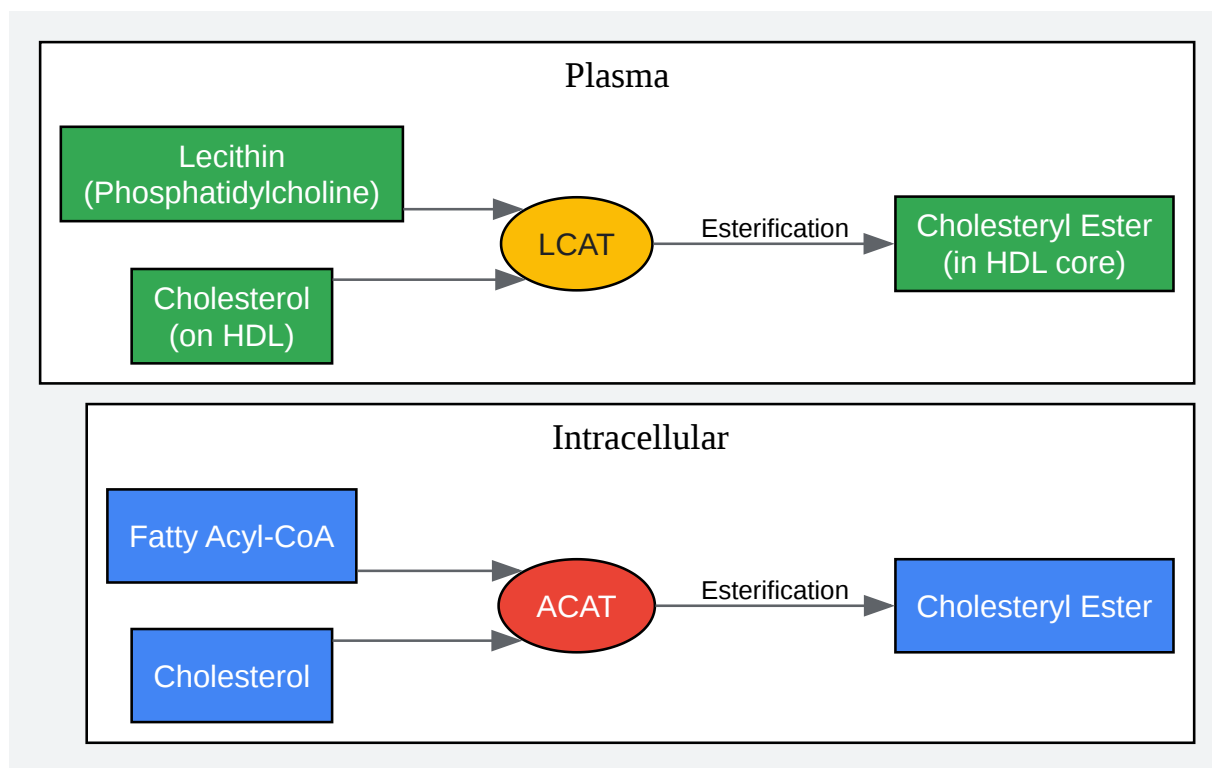 Plasma
Lecithin
(Phosphatidylcholine)
Cholesterol
(on HDL)
LCAT
Esterification
Cholesteryl Ester
(in HDL core)
Intracellular
Fatty Acyl-CoA
Cholesterol
ACAT
Esterification
Cholesteryl Ester